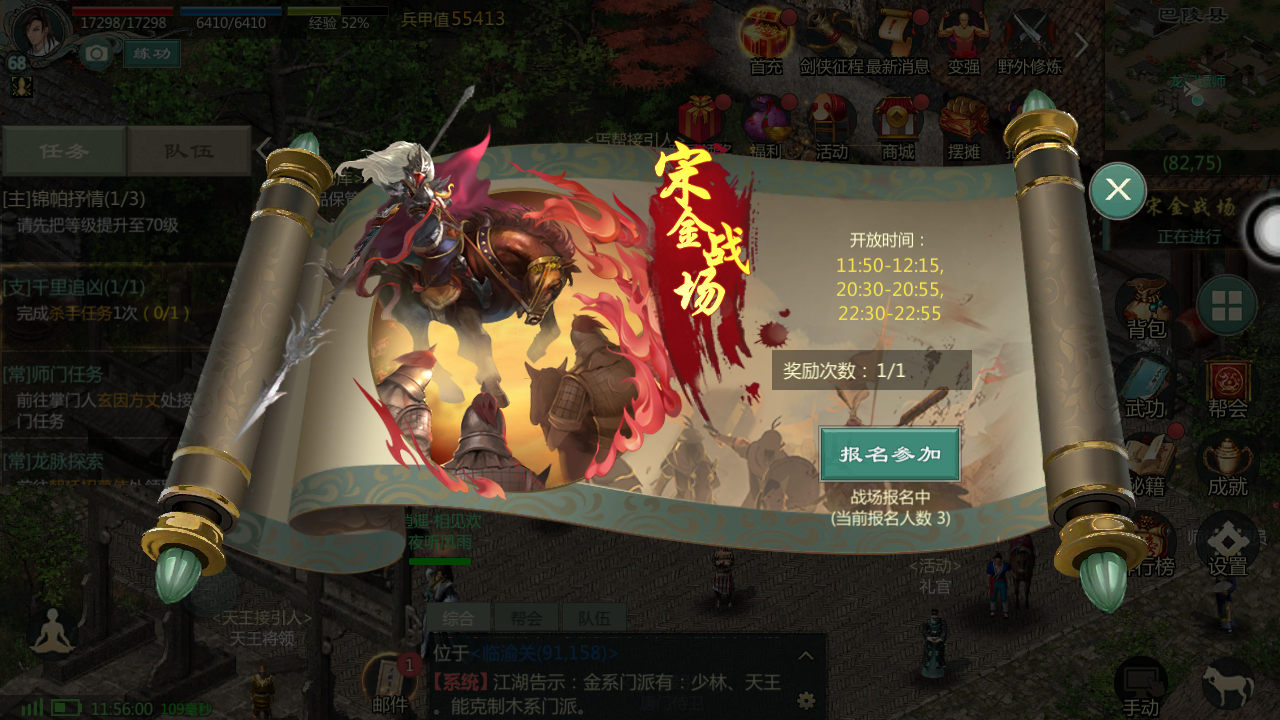 17298/17298
6410/6410
经验 52%
兵甲值55413
巴陵县
68
练功
首充
剑侠征程
最新消息
变强
野外修炼
福利
活动
商城
摆摊
任务
队伍
(82,75)
[主]锦帕抒情(1/3)
请先把等级提升至70级
宋金战场
正在进行
宋金战场
开放时间：
11:50-12:15,
20:30-20:55,
22:30-22:55
[支]千里追凶(1/1)
完成杀手任务1次 ( 0/1 )
背包
奖励次数：1/1
[常]师门任务
前往掌门人玄因方丈处接
门任务
武功
帮会
报名参加
[常]龙脉探索
秘籍
成就
战场报名中
(当前报名人数 3)
相见欢
夜听风雨
行榜
设置
<活动>
礼官
<天王接引人>
天王将领
综合
帮会
队伍
位于<临渝关(91,158)>
1
【系统】江湖告示：金系门派有：少林、天王
。能克制木系门派。
邮件
手动
11:56:00
109毫秒